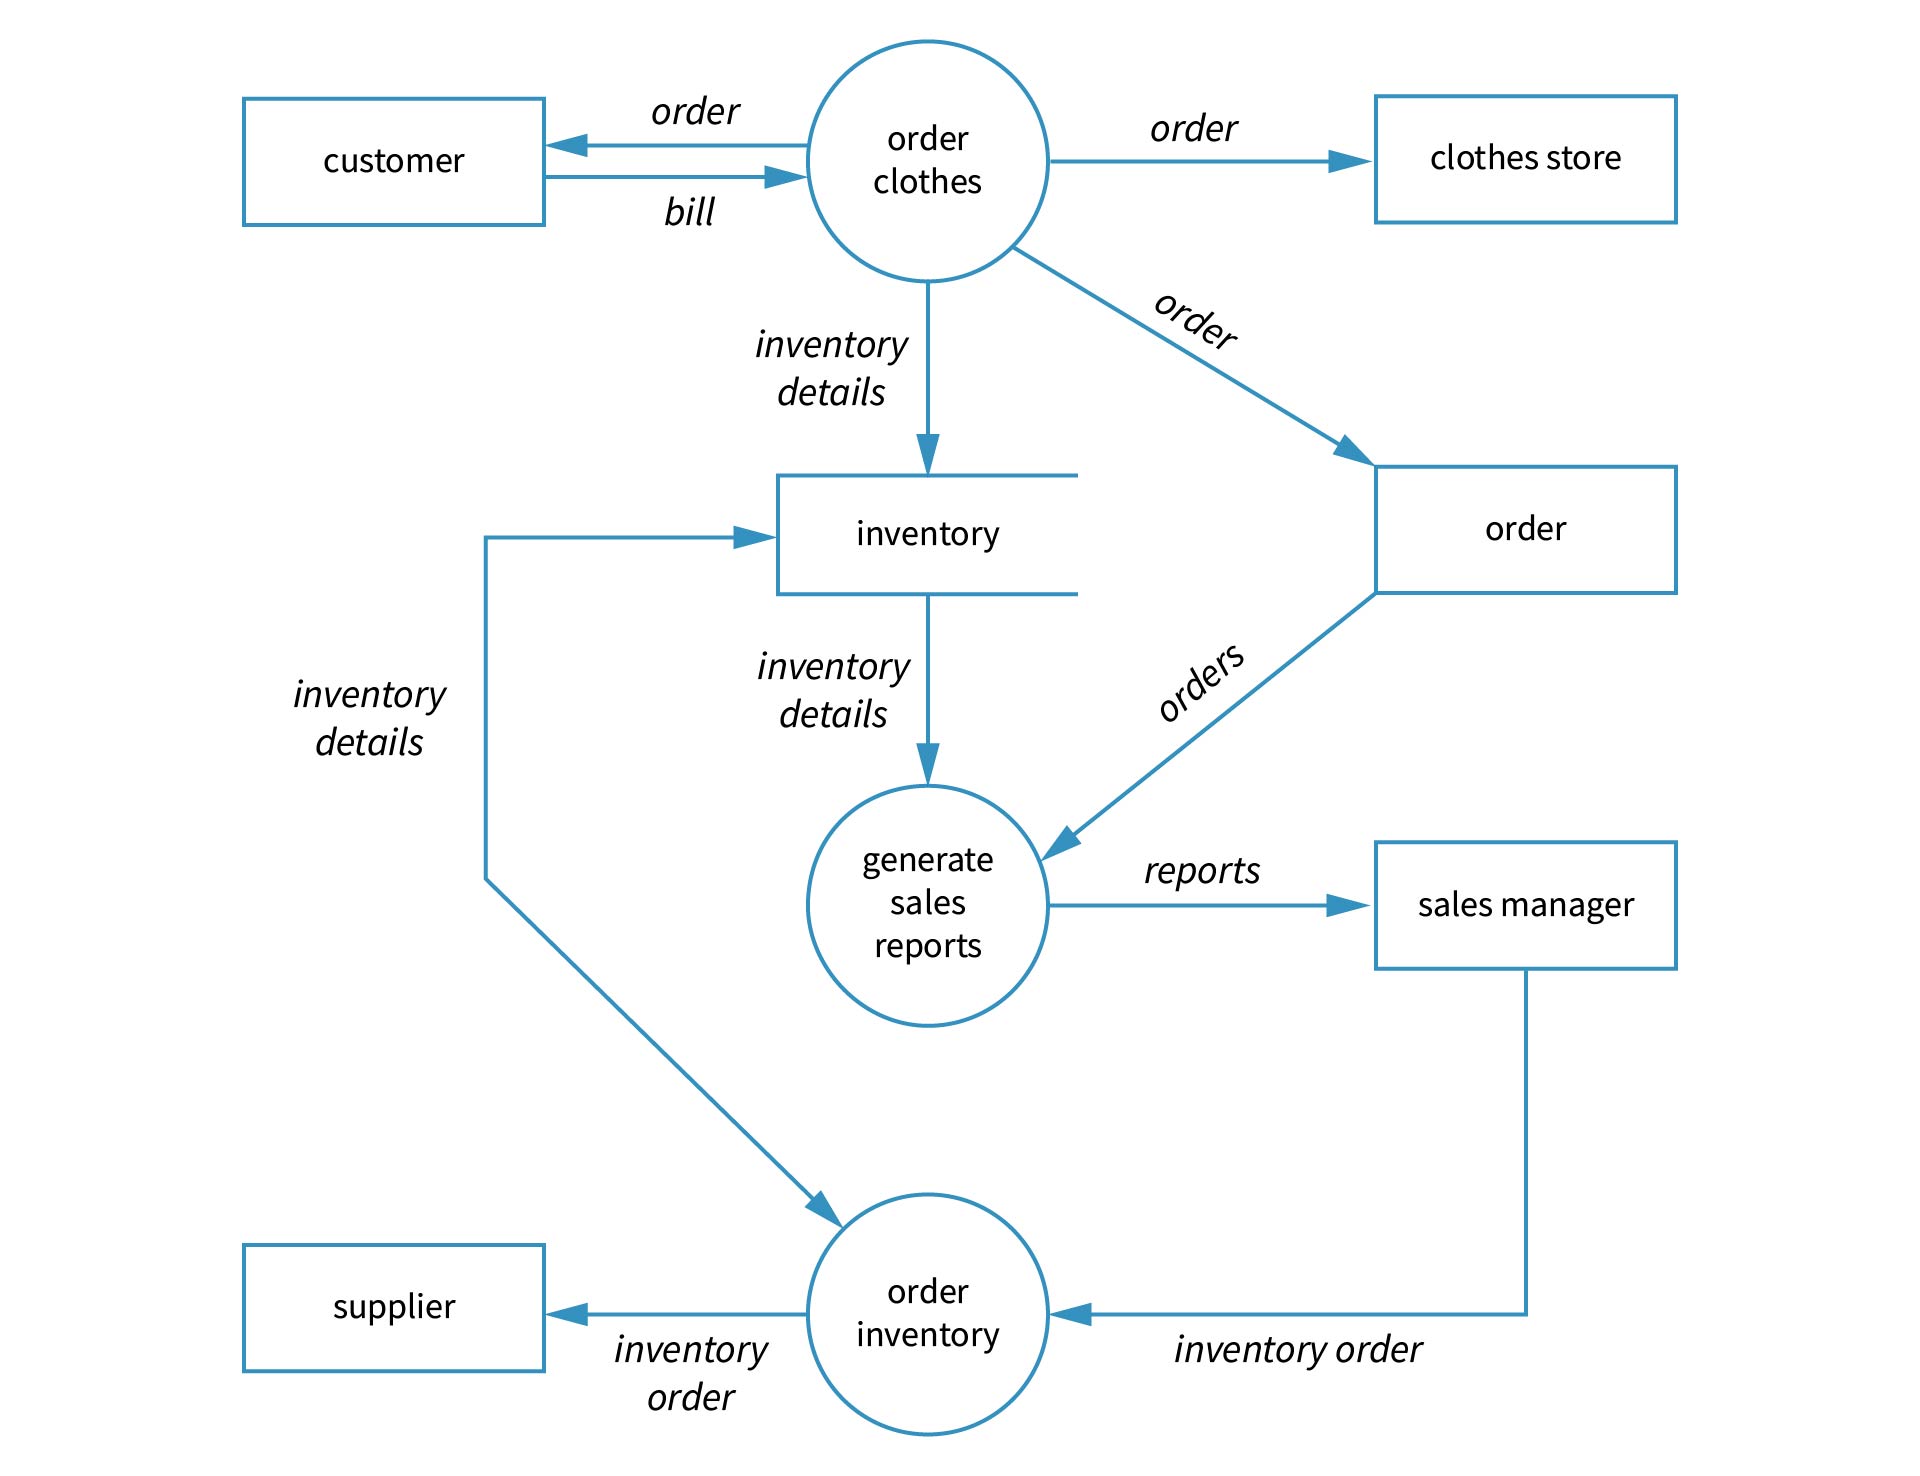 order
customer
bill
order
clothes
order
clothes store
inventory
details
order
inventory
order
inventory
details
inventory
details
orders
generate
sales
reports
reports
sales manager
supplier
inventory
order
order
inventory
inventory order